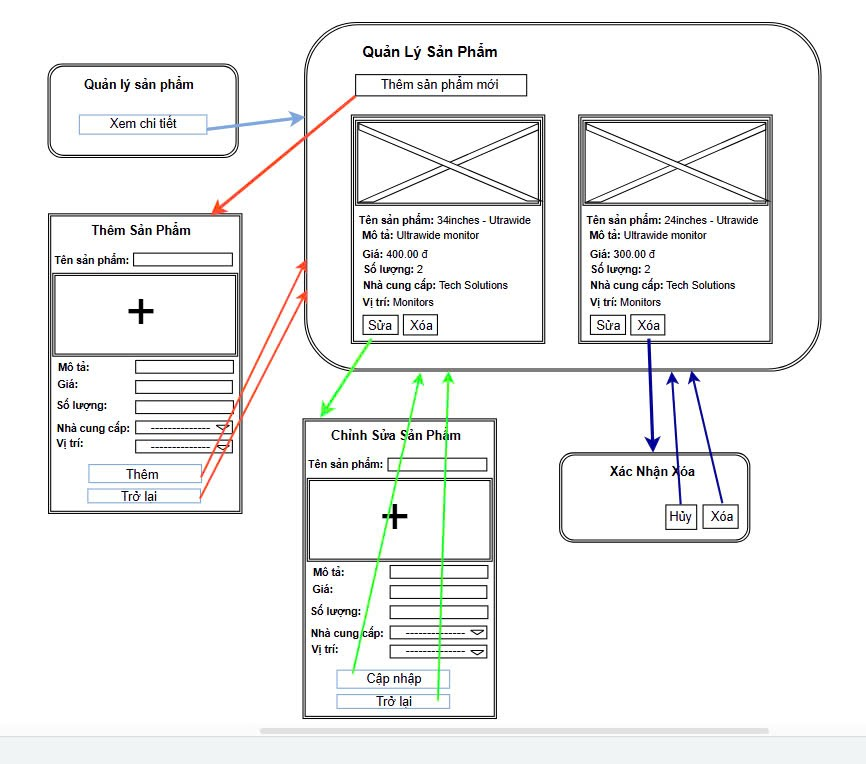 Quản lý sản phẩm
Xem chi tiết
Quản Lý Sản Phẩm
Thêm sản phẩm mới
Tên sản phẩm: 34inches - Utrawide
Mô tả: Ultrawide monitor
Giá: 400.00 đ
Số lượng: 2
Nhà cung cấp: Tech Solutions
Vị trí: Monitors
Sửa
Xóa
Tên sản phẩm: 24inches - Utrawide
Mô tả: Ultrawide monitor
Giá: 300.00 đ
Số lượng: 2
Nhà cung cấp: Tech Solutions
Vị trí: Monitors
Sửa
Xóa
Thêm Sản Phẩm
Tên sản phẩm:
+
Mô tả:
Giá:
Số lượng:
Nhà cung cấp: --------------
Vị trí: --------------
Thêm
Trở lại
Chỉnh Sửa Sản Phẩm
Tên sản phẩm:
+
Mô tả:
Giá:
Số lượng:
Nhà cung cấp: --------------
Vị trí: --------------
Cập nhập
Trở lại
Xác Nhận Xóa
Hủy
Xóa